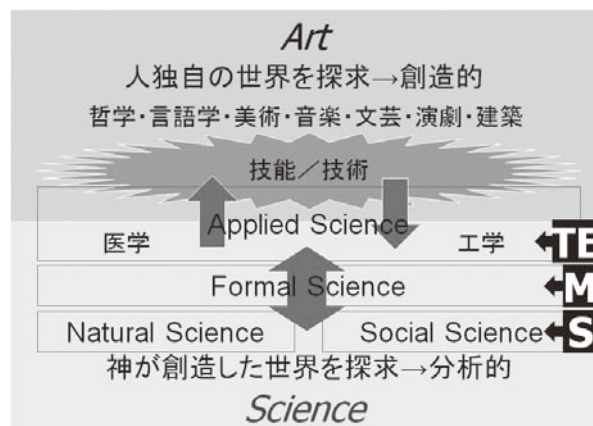 Art
人独自の世界を探求→創造的
哲学・言語学・美術・音楽・文芸・演劇・建築
技能／技術
Applied Science
医学 工学 TE
Formal Science M
Natural Science Social Science S
神が創造した世界を探求→分析的
Science